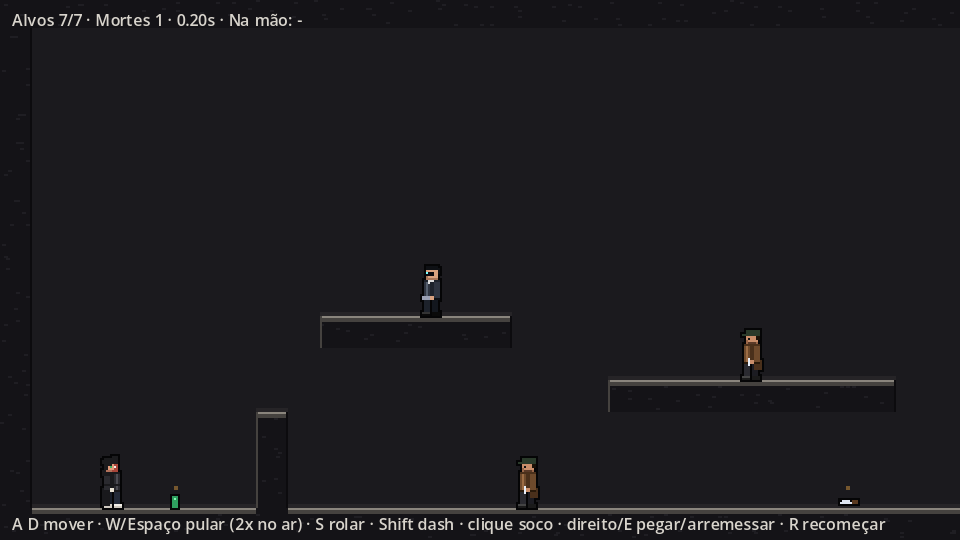 Alvos 7/7 · Mortes 1 · 0.20s · Na mão: -
A D mover · W/Espaço pular (2x no ar) · S rolar · Shift dash · clique soco · direito/E pegar/arremessar · R recomeçar